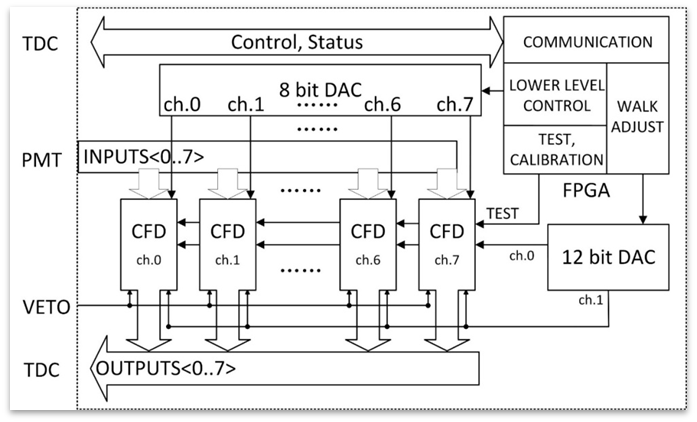 TDC
Control, Status
COMMUNICATION
8 bit DAC
LOWER LEVEL
CONTROL
WALK
ADJUST
ch.0
ch.1
......
ch.6
ch.7
......
TEST,
CALIBRATION
PMT
INPUTS<0..7>
FPGA
......
TEST
CFD
ch.0
CFD
ch.1
CFD
ch.6
CFD
ch.7
ch.0
12 bit DAC
......
ch.1
VETO
TDC
OUTPUTS<0..7>